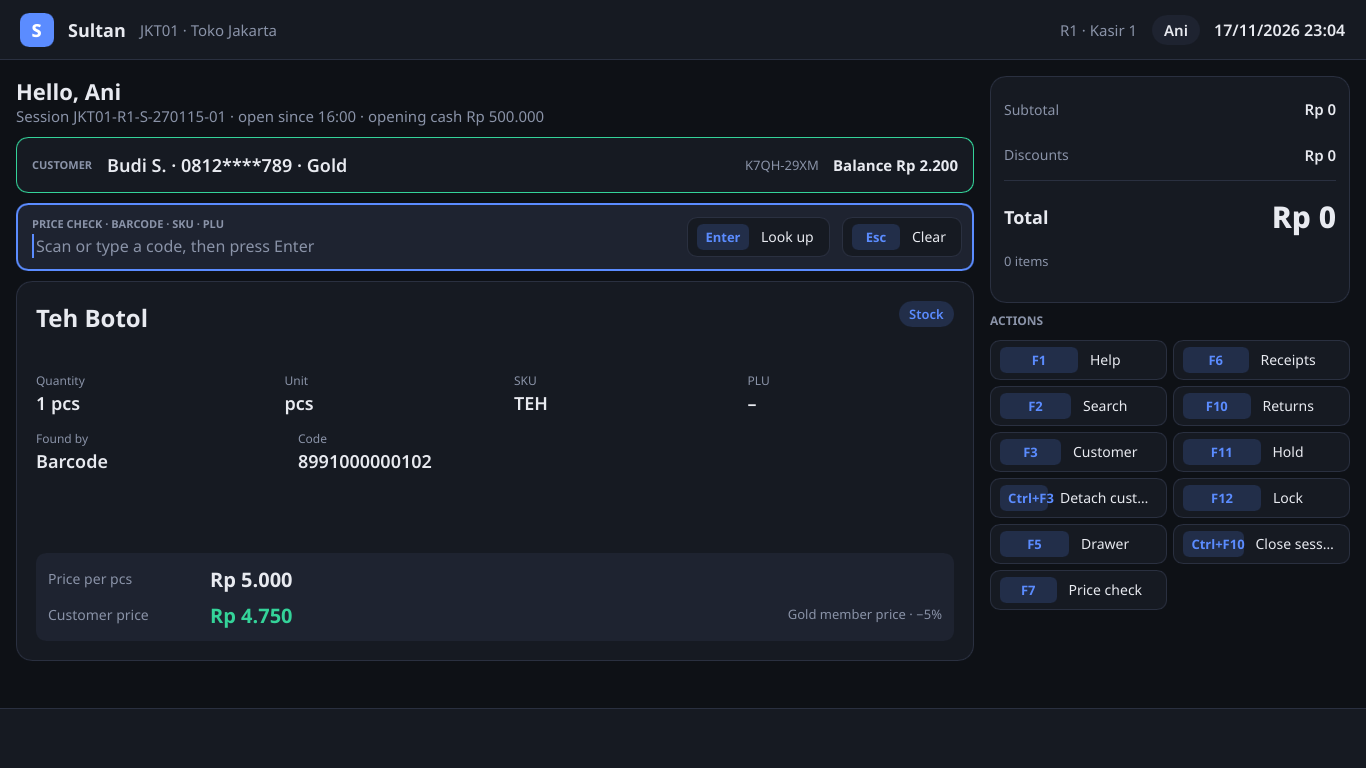 S Sultan JKT01 · Toko Jakarta R1 · Kasir 1 Ani 17/11/2026 23:04
Hello, Ani
Session JKT01-R1-S-270115-01 · open since 16:00 · opening cash Rp 500.000
CUSTOMER Budi S. · 0812****789 · Gold K7QH-29XM Balance Rp 2.200
PRICE CHECK · BARCODE · SKU · PLU
Scan or type a code, then press Enter
Enter Look up Esc Clear
Teh Botol Stock
Quantity Unit SKU PLU
1 pcs pcs TEH –
Found by Code
Barcode 8991000000102
Price per pcs Rp 5.000
Customer price Rp 4.750 Gold member price · −5%
Subtotal Rp 0
Discounts Rp 0
Total Rp 0
0 items
ACTIONS
F1 Help F6 Receipts
F2 Search F10 Returns
F3 Customer F11 Hold
Ctrl+F3 Detach cust... F12 Lock
F5 Drawer Ctrl+F10 Close sess...
F7 Price check